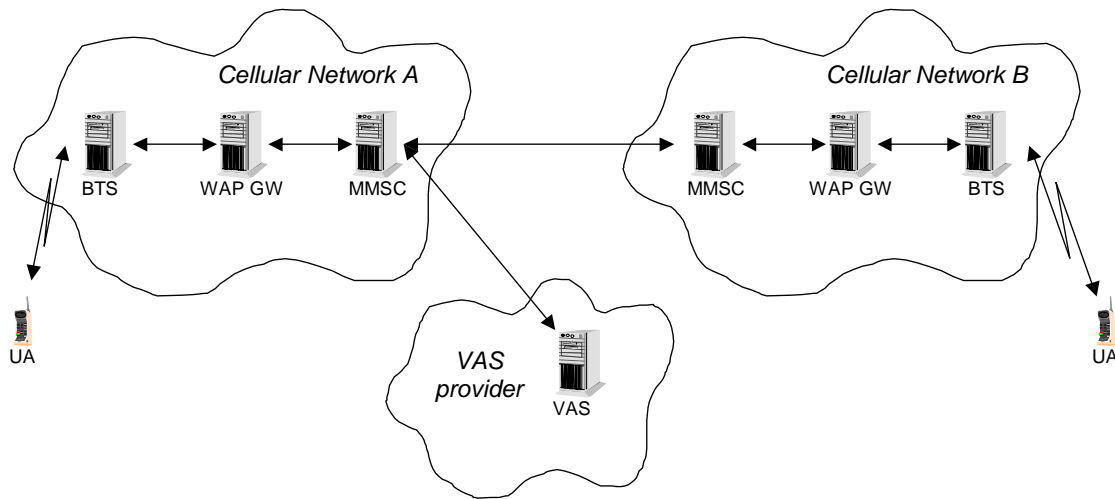 Cellular Network A
Cellular Network B
BTS
WAP GW
MMSC
MMSC
WAP GW
BTS
UA
UA
VAS
provider
VAS